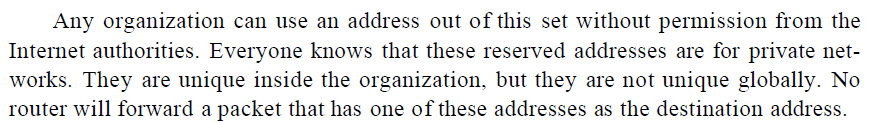 Any organization can use an address out of this set without permission from the
Internet authorities. Everyone knows that these reserved addresses are for private net-
works. They are unique inside the organization, but they are not unique globally. No
router will forward a packet that has one of these addresses as the destination address.